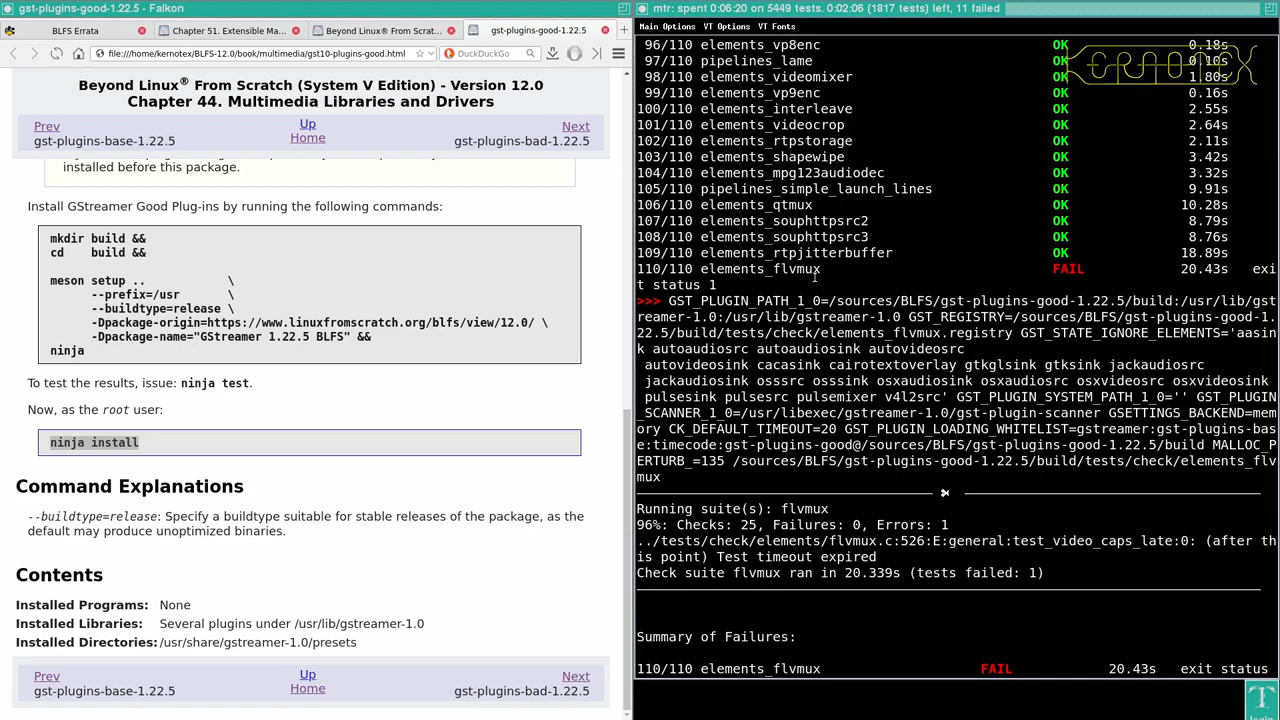 gst-plugins-good-1.22.5 - Falkon
BLFS Errata
Chapter 51. Extensible Ma...
Beyond Linux® From Scratch (S
gst-plugins-good-1.22.5
file:///home/kernotex/BLFS-12.0/book/multimedia/gst10-plugins-good.html
DuckDuckGo
Beyond Linux® From Scratch (System V Edition) - Version 12.0
Chapter 44. Multimedia Libraries and Drivers
Prev
gst-plugins-base-1.22.5
Up
Home
Next
gst-plugins-bad-1.22.5
installed before this package.
Install GStreamer Good Plug-ins by running the following commands:
mkdir build &&
cd    build &&
meson setup ..       \
      --prefix=/usr       \
      --buildtype=release \
      -Dpackage-origin=https://www.linuxfromscratch.org/blfs/view/12.0/ \
      -Dpackage-name="GStreamer 1.22.5 BLFS" &&
ninja
To test the results, issue: ninja test.
Now, as the root user:
ninja install
Command Explanations
--buildtype=release: Specify a buildtype suitable for stable releases of the package, as the
default may produce unoptimized binaries.
Contents
Installed Programs: None
Installed Libraries: Several plugins under /usr/lib/gstreamer-1.0
Installed Directories: /usr/share/gstreamer-1.0/presets
Prev
gst-plugins-base-1.22.5
Up
Home
Next
gst-plugins-bad-1.22.5
mtr: spent 0:06:20 on 5449 tests. 0:02:06 (1817 tests) left, 11 failed
Main Options  VT Options  VT Fonts
96/110 elements_vp8enc OK 0.18s
97/110 pipelines_lame OK 0.10s
98/110 elements_videomixer OK 1.80s
99/110 elements_vp9enc OK 0.16s
100/110 elements_interleave OK 2.55s
101/110 elements_videocrop OK 2.64s
102/110 elements_rtpstorage OK 2.11s
103/110 elements_shapewipe OK 3.42s
104/110 elements_mpg123audiodec OK 3.32s
105/110 pipelines_simple_launch_lines OK 9.91s
106/110 elements_qtmux OK 10.28s
107/110 elements_souphttpsrc2 OK 8.79s
108/110 elements_souphttpsrc3 OK 8.76s
109/110 elements_rtpjitterbuffer OK 18.89s
110/110 elements_flvmux FAIL 20.43s exi
t status 1
>>> GST_PLUGIN_PATH_1_0=/sources/BLFS/gst-plugins-good-1.22.5/build:/usr/lib/gst
reamer-1.0:/usr/lib/gstreamer-1.0 GST_REGISTRY=/sources/BLFS/gst-plugins-good-1.
22.5/build/tests/check/elements_flvmux.registry GST_STATE_IGNORE_ELEMENTS='aasin
k autoaudiosrc autoaudiosink autovideosrc
autovideosink cacasink cairotextoverlay gtkglsink gtksink jackaudiosrc
jackaudiosink osssrc osssink osxaudiosink osxaudiosrc osxvideosrc osxvideosink
pulsesink pulsesrc pulsemixer v4l2src' GST_PLUGIN_SYSTEM_PATH_1_0='' GST_PLUGIN
_SCANNER_1_0=/usr/libexec/gstreamer-1.0/gst-plugin-scanner GSETTINGS_BACKEND=mem
ory CK_DEFAULT_TIMEOUT=20 GST_PLUGIN_LOADING_WHITELIST=gstreamer:gst-plugins-bas
e:timecode:gst-plugins-good@/sources/BLFS/gst-plugins-good-1.22.5/build MALLOC_P
ERTURB_=135 /sources/BLFS/gst-plugins-good-1.22.5/build/tests/check/elements_flv
mux
Running suite(s): flvmux
96%: Checks: 25, Failures: 0, Errors: 1
../tests/check/elements/flvmux.c:526:E:general:test_video_caps_late:0: (after th
is point) Test timeout expired
Check suite flvmux ran in 20.339s (tests failed: 1)
Summary of Failures:
110/110 elements_flvmux FAIL 20.43s exit status
login